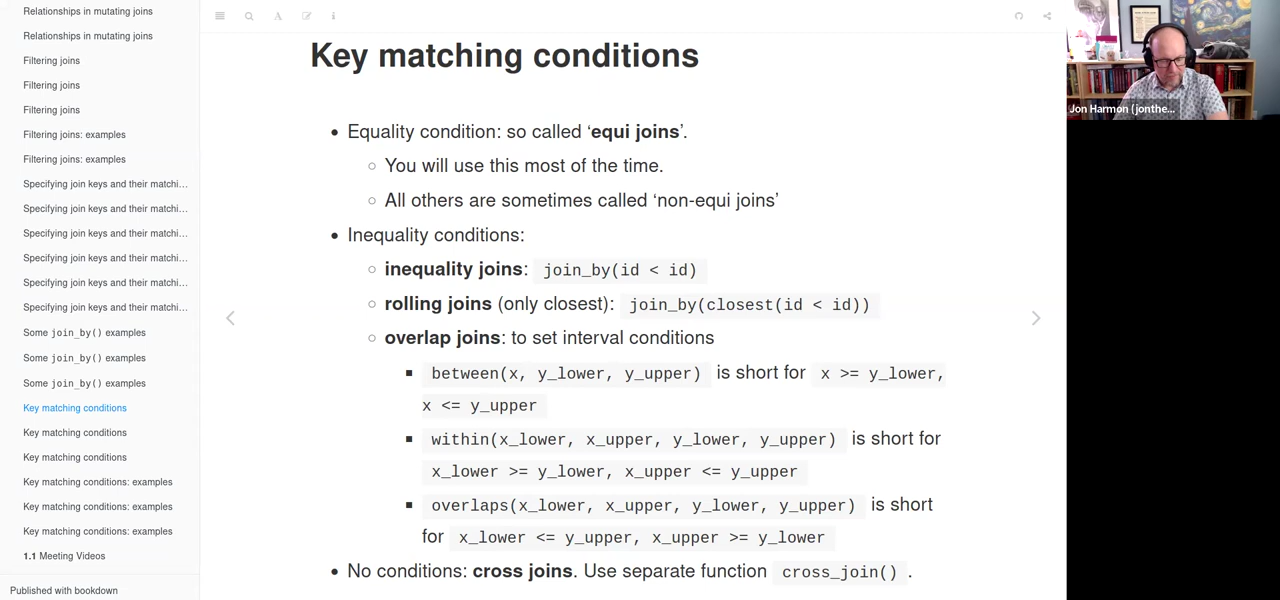 Relationships in mutating joins
Relationships in mutating joins
Filtering joins
Filtering joins
Filtering joins
Filtering joins: examples
Filtering joins: examples
Specifying join keys and their matchi...
Specifying join keys and their matchi...
Specifying join keys and their matchi...
Specifying join keys and their matchi...
Specifying join keys and their matchi...
Specifying join keys and their matchi...
Some join_by() examples
Some join_by() examples
Some join_by() examples
Key matching conditions
Key matching conditions
Key matching conditions
Key matching conditions: examples
Key matching conditions: examples
Key matching conditions: examples
1.1 Meeting Videos
Published with bookdown
Key matching conditions
Equality condition: so called ‘equi joins’.
You will use this most of the time.
All others are sometimes called ‘non-equi joins’
Inequality conditions:
inequality joins: join_by(id < id)
rolling joins (only closest): join_by(closest(id < id))
overlap joins: to set interval conditions
between(x, y_lower, y_upper) is short for x >= y_lower,
x <= y_upper
within(x_lower, x_upper, y_lower, y_upper) is short for
x_lower >= y_lower, x_upper <= y_upper
overlaps(x_lower, x_upper, y_lower, y_upper) is short
for x_lower <= y_upper, x_upper >= y_lower
No conditions: cross joins. Use separate function cross_join() .
Jon Harmon (jonthe...